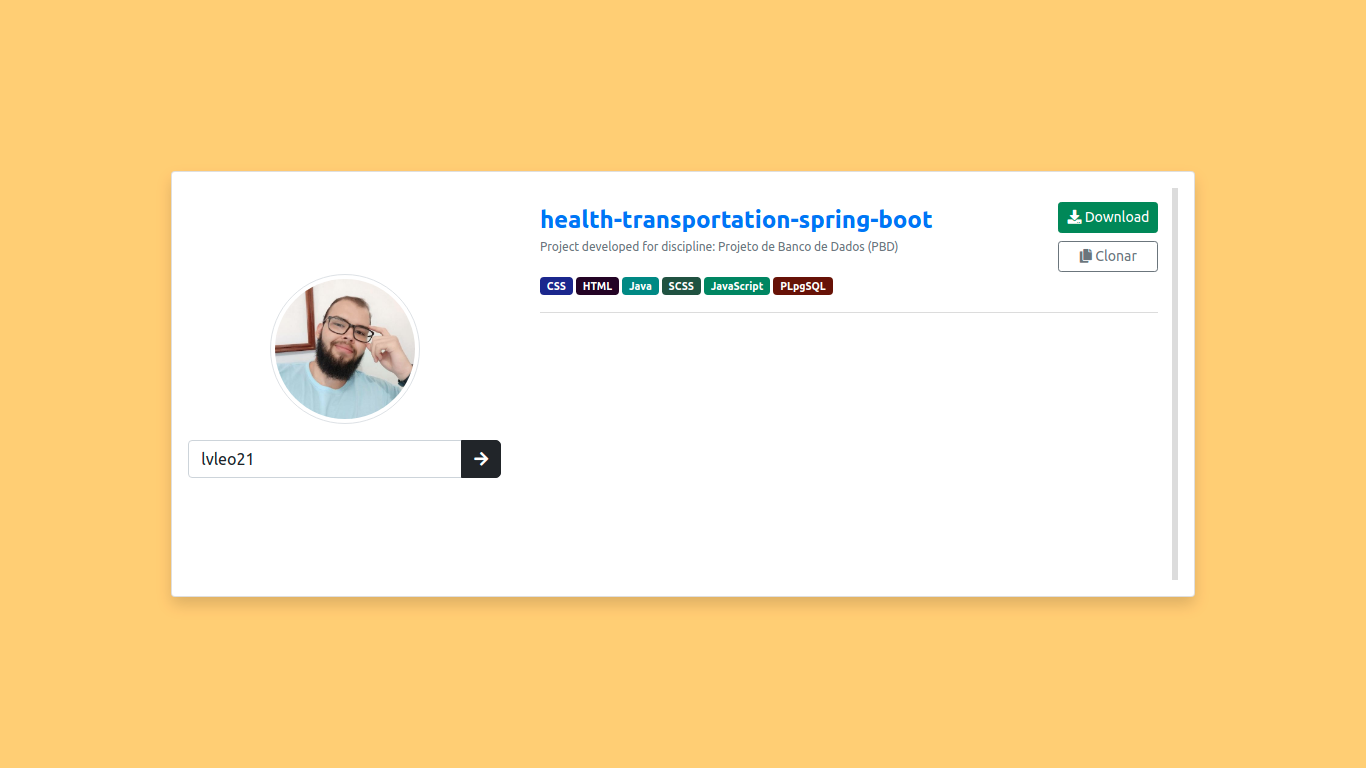 health-transportation-spring-boot
Project developed for discipline: Projeto de Banco de Dados (PBD)
CSS HTML Java SCSS JavaScript PLpgSQL
Download
Clonar
lvleo21